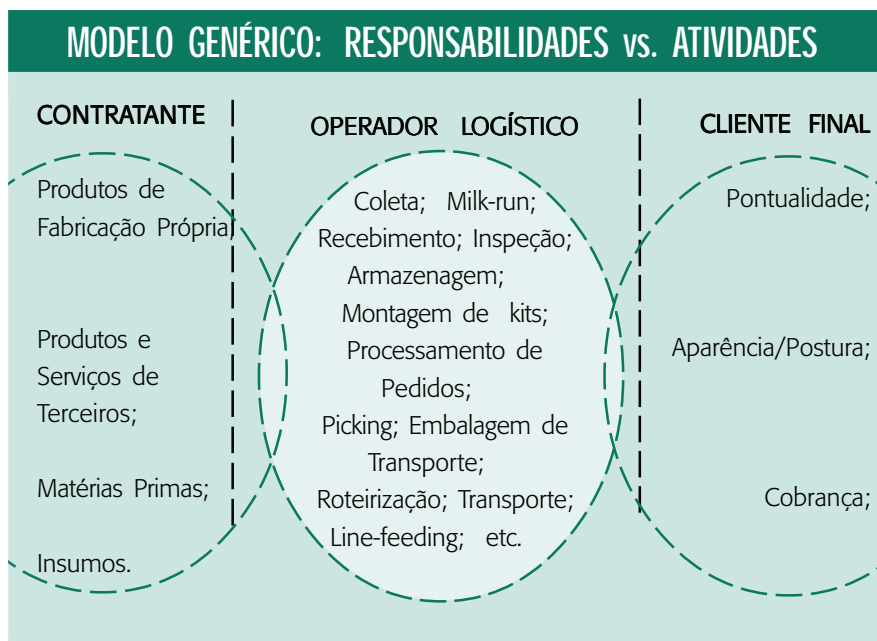 MODELO GENÉRICO: RESPONSABILIDADES vs. ATIVIDADES
CONTRATANTE
Produtos de
Fabricação Própria;
Produtos e
Serviços de
Terceiros;
Matérias Primas;
Insumos.
OPERADOR LOGÍSTICO
Coleta; Milk-run;
Recebimento; Inspeção;
Armazenagem;
Montagem de kits;
Processamento de
Pedidos;
Picking; Embalagem de
Transporte;
Roteirização; Transporte;
Line-feeding; etc.
CLIENTE FINAL
Pontualidade;
Aparência/Postura;
Cobrança;